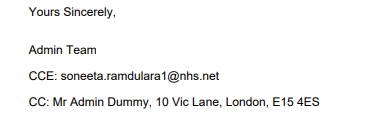 Yours Sincerely,
Admin Team
CCE: soneeta.ramdulara1@nhs.net
CC: Mr Admin Dummy, 10 Vic Lane, London, E15 4ES